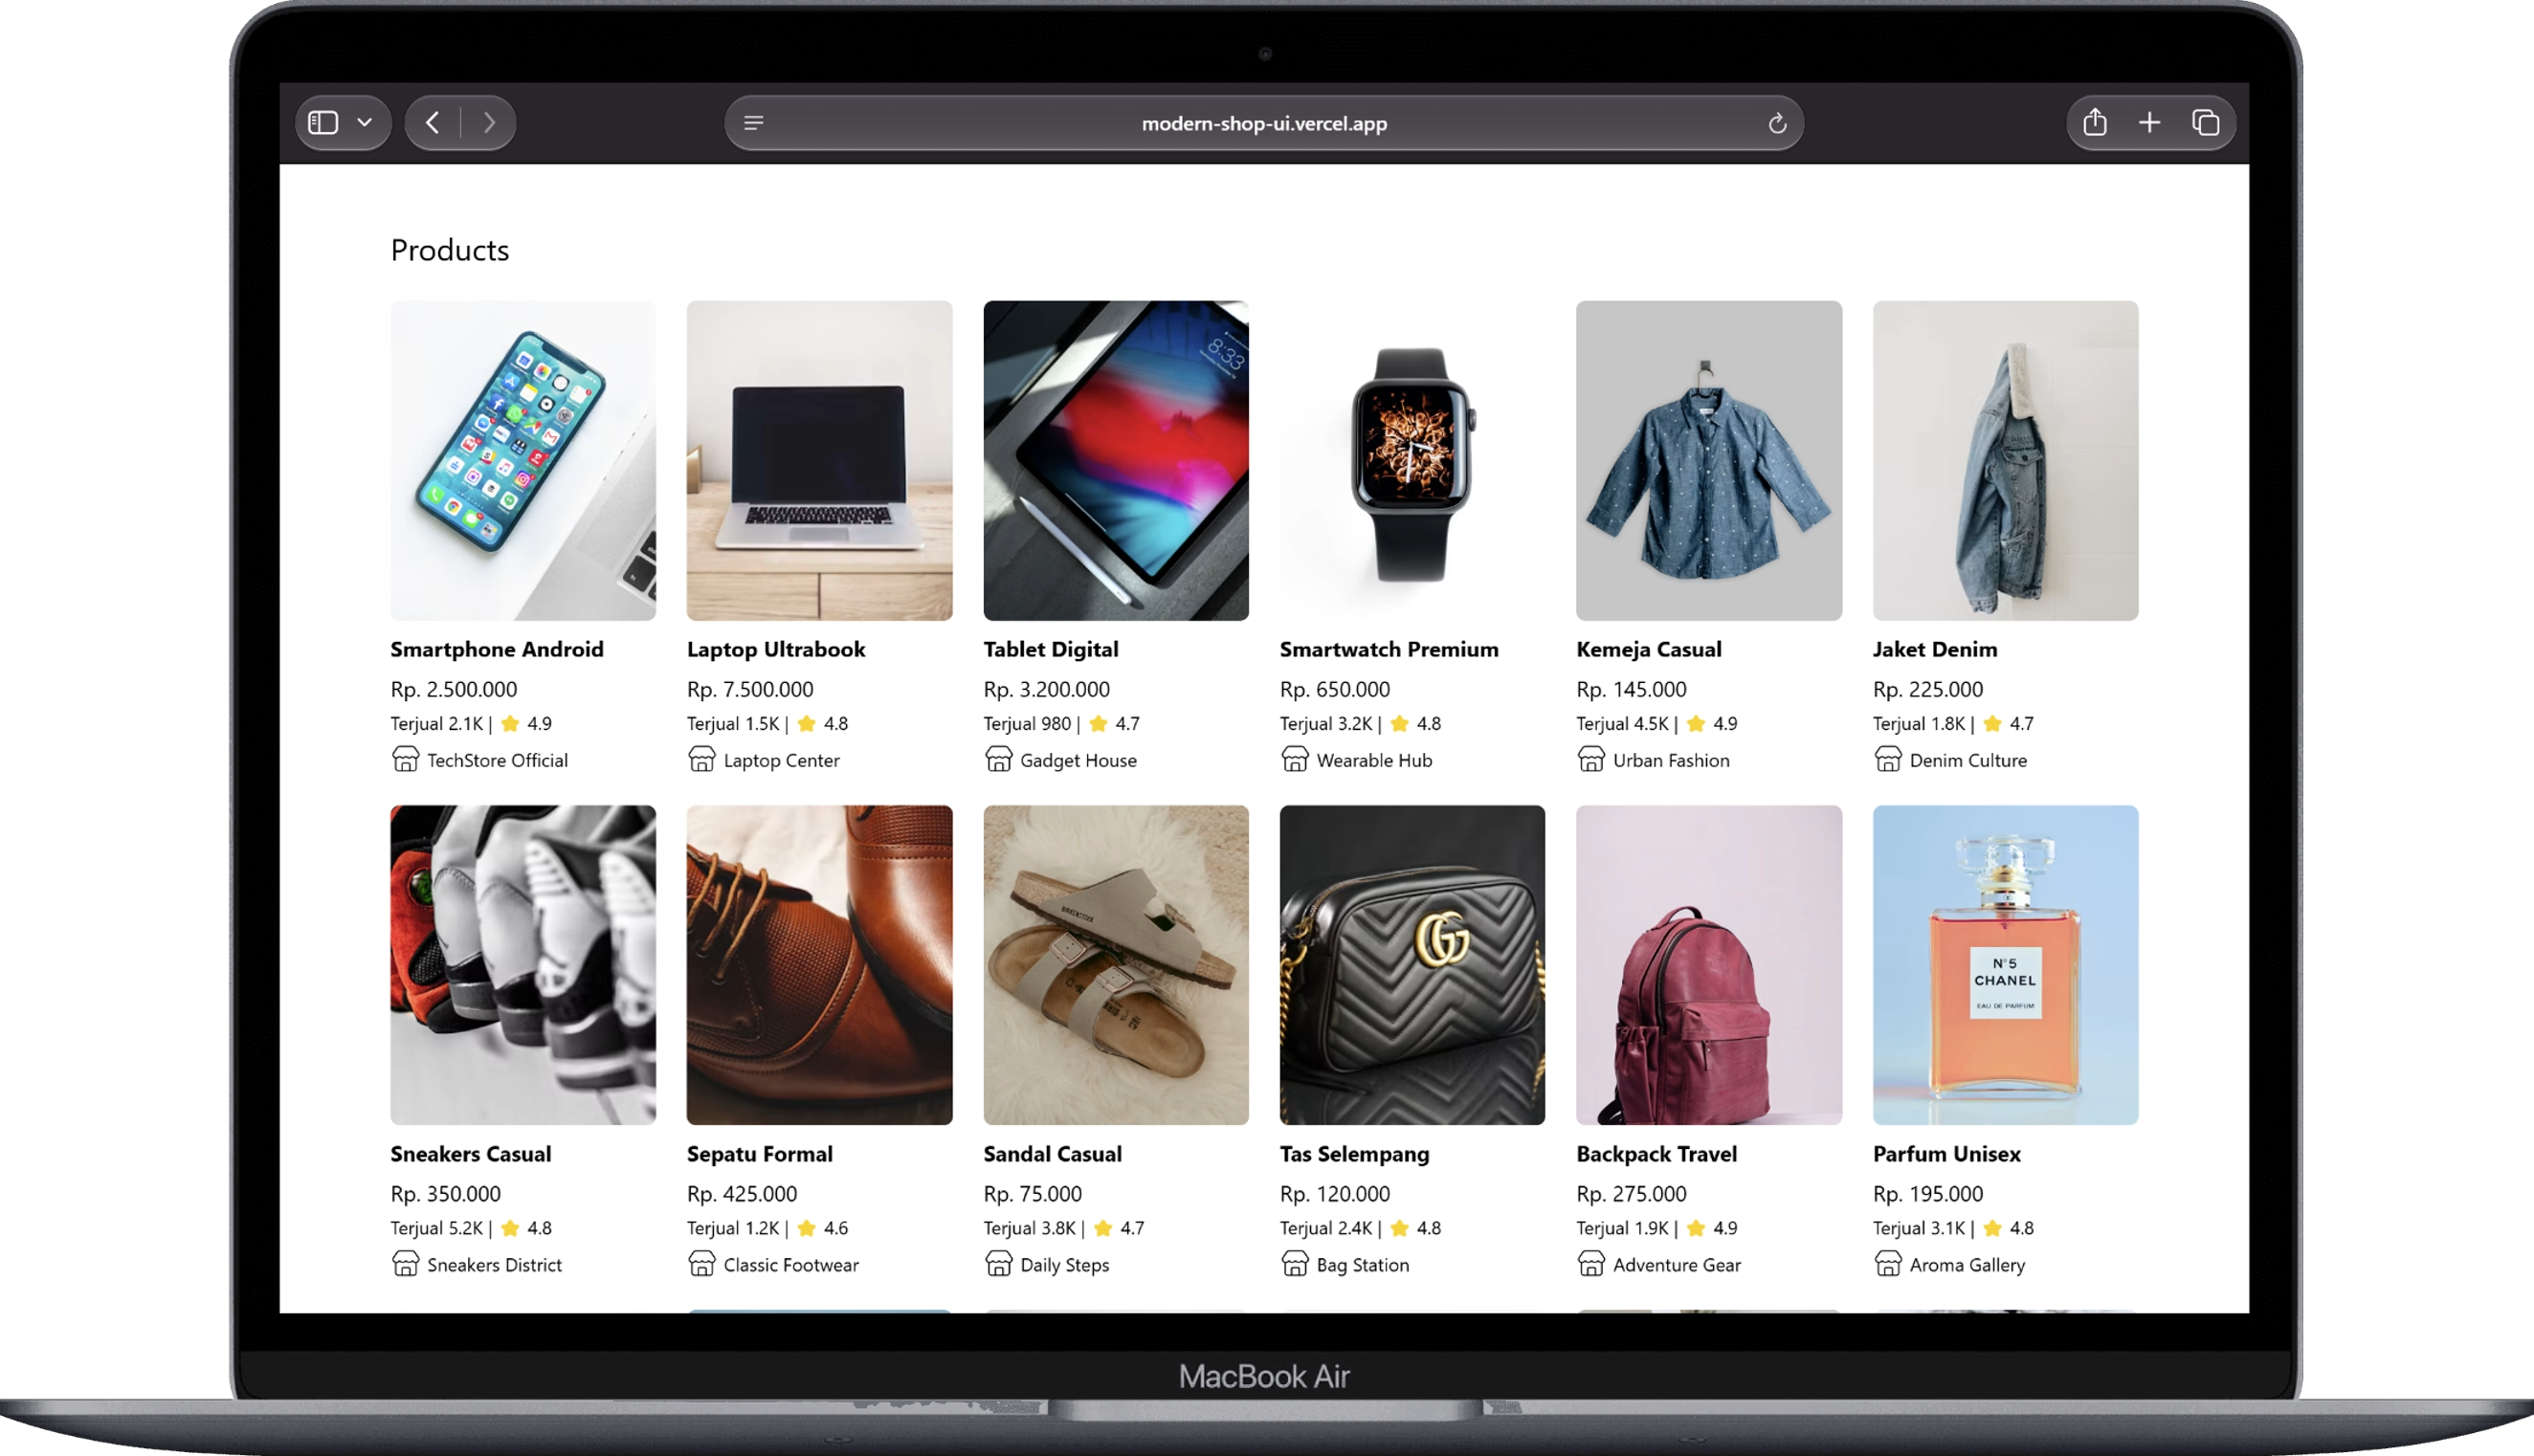 modern-shop-ui.vercel.app
Products
8:33
Smartphone Android
Rp. 2.500.000
Terjual 2.1K | ⭐ 4.9
TechStore Official
Laptop Ultrabook
Rp. 7.500.000
Terjual 1.5K | ⭐ 4.8
Laptop Center
Tablet Digital
Rp. 3.200.000
Terjual 980 | ⭐ 4.7
Gadget House
Smartwatch Premium
Rp. 650.000
Terjual 3.2K | ⭐ 4.8
Wearable Hub
Kemeja Casual
Rp. 145.000
Terjual 4.5K | ⭐ 4.9
Urban Fashion
Jaket Denim
Rp. 225.000
Terjual 1.8K | ⭐ 4.7
Denim Culture
BIRKENSTOCK
N°5
CHANEL
EAU DE PARFUM
Sneakers Casual
Rp. 350.000
Terjual 5.2K | ⭐ 4.8
Sneakers District
Sepatu Formal
Rp. 425.000
Terjual 1.2K | ⭐ 4.6
Classic Footwear
Sandal Casual
Rp. 75.000
Terjual 3.8K | ⭐ 4.7
Daily Steps
Tas Selempang
Rp. 120.000
Terjual 2.4K | ⭐ 4.8
Bag Station
Backpack Travel
Rp. 275.000
Terjual 1.9K | ⭐ 4.9
Adventure Gear
Parfum Unisex
Rp. 195.000
Terjual 3.1K | ⭐ 4.8
Aroma Gallery
MacBook Air